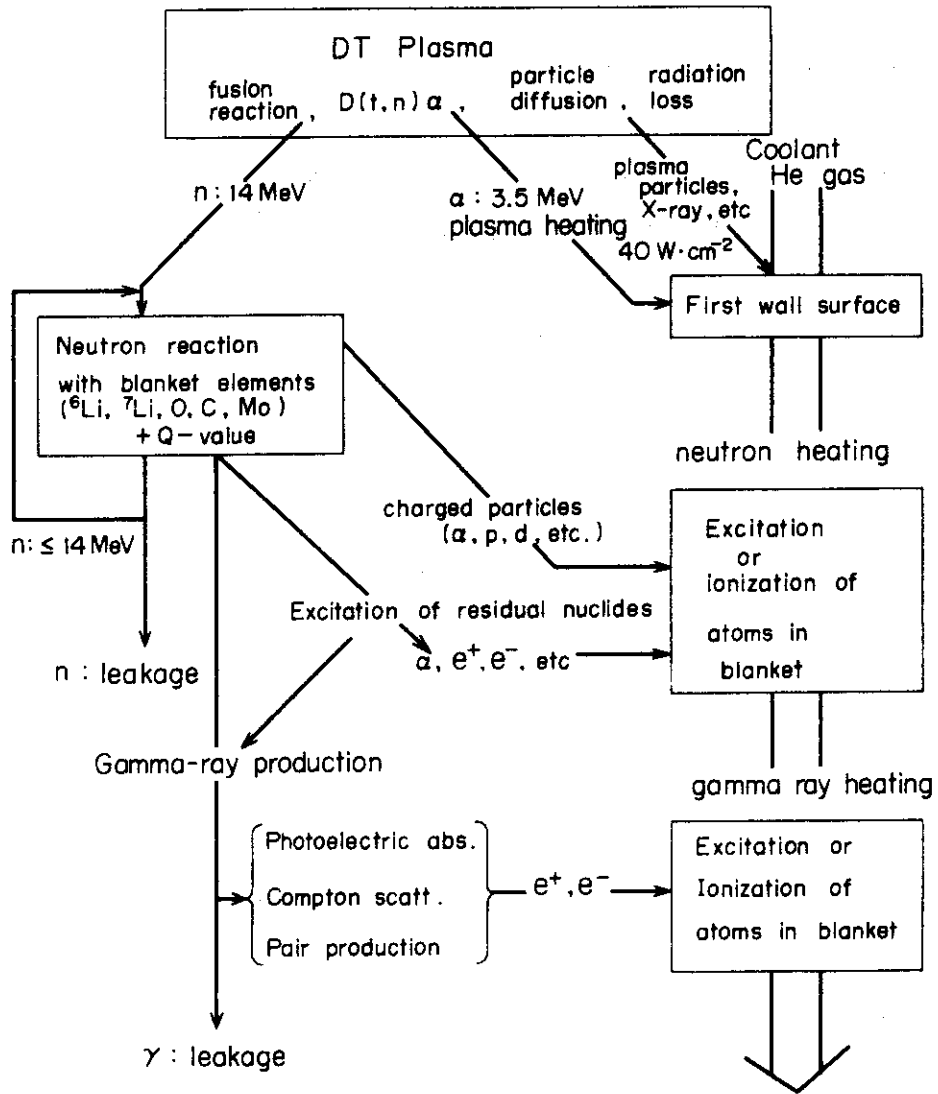 DT Plasma
fusion reaction, D(t,n)α, particle diffusion, radiation loss
n: 14 MeV
α : 3.5 MeV
plasma heating
plasma
particles,
X-ray, etc
40 W·cm⁻²
Coolant
He gas
First wall surface
Neutron reaction
with blanket elements
(⁶Li, ⁷Li, O, C, Mo)
+ Q-value
neutron heating
n: ≤ 14 MeV
charged particles
(α, p, d, etc.)
Excitation
or
ionization of
atoms in
blanket
Excitation of residual nuclides
α, e⁺, e⁻, etc
n : leakage
Gamma-ray production
gamma ray heating
Photoelectric abs.
Compton scatt.
Pair production
e⁺, e⁻
Excitation or
Ionization of
atoms in blanket
γ : leakage